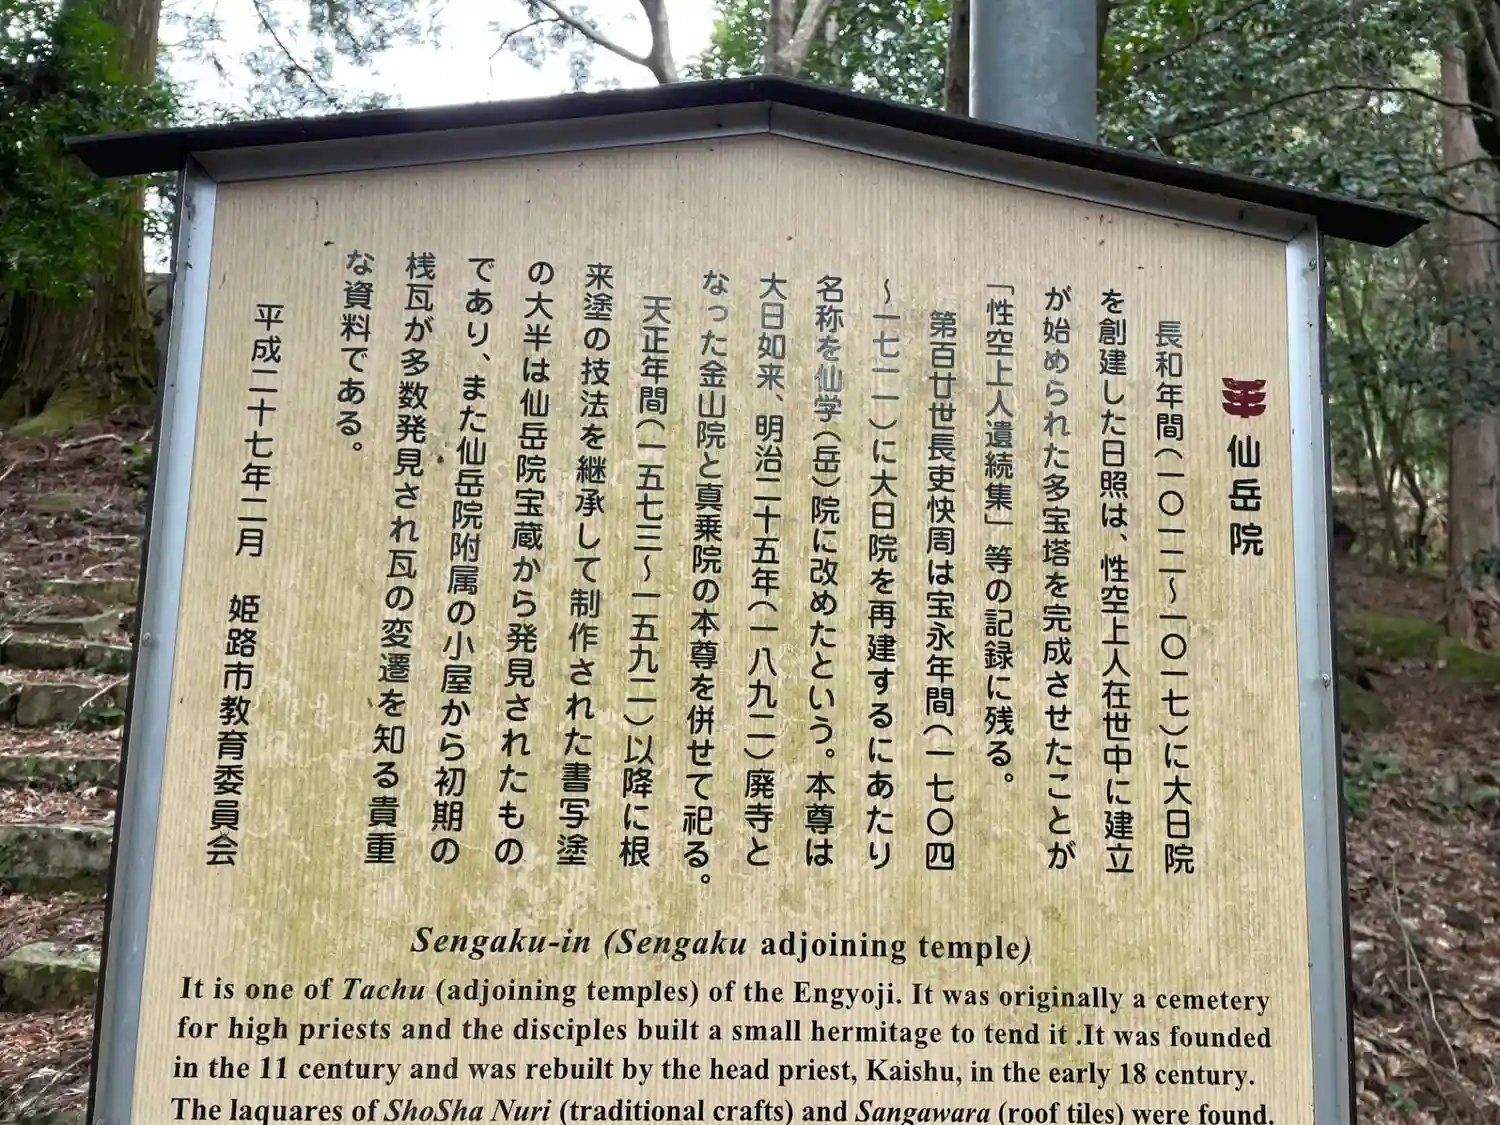 仙岳院
長和年間(一〇一二～一〇一七)に大日院
を創建した日照は、性空上人在世中に建立
が始められた多宝塔を完成させたことが
「性空上人遺続集」等の記録に残る。
第百廿世長吏快周は宝永年間(一七〇四
～一七一一)に大日院を再建するにあたり
名称を仙学(岳)院に改めたという。本尊は
大日如来、明治二十五年(一八九二)廃寺と
なった金山院と真乗院の本尊を併せて祀る。
天正年間(一五七三～一五九二)以降に根
来塗の技法を継承して制作された書写塗
の大半は仙岳院宝蔵から発見されたもの
であり、また仙岳院附属の小屋から初期の
桟瓦が多数発見され瓦の変遷を知る貴重
な資料である。
平成二十七年二月 姫路市教育委員会
Sengaku-in (Sengaku adjoining temple)
It is one of Tachu (adjoining temples) of the Engyoji. It was originally a cemetery
for high priests and the disciples built a small hermitage to tend it .It was founded
in the 11 century and was rebuilt by the head priest, Kaishu, in the early 18 century.
The laquares of ShoSha Nuri (traditional crafts) and Sangawara (roof tiles) were found.